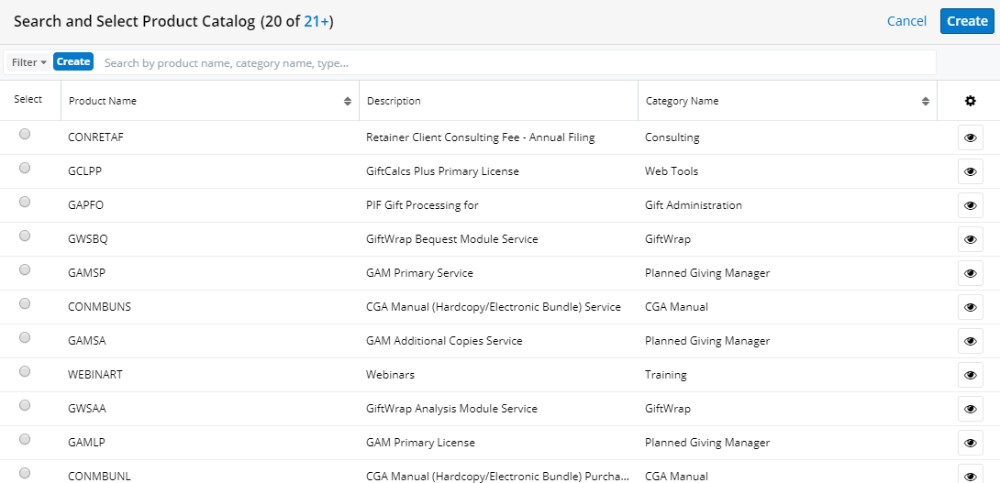 Search and Select Product Catalog (20 of 21+) Cancel Create
Filter Create Search by product name, category name, type...
Select Product Name Description Category Name
CONRETAF Retainer Client Consulting Fee - Annual Filing Consulting
GCLPP GiftCalcs Plus Primary License Web Tools
GAPFO PIF Gift Processing for Gift Administration
GWSBQ GiftWrap Bequest Module Service GiftWrap
GAMSP GAM Primary Service Planned Giving Manager
CONMBUNS CGA Manual (Hardcopy/Electronic Bundle) Service CGA Manual
GAMSA GAM Additional Copies Service Planned Giving Manager
WEBINART Webinars Training
GWSAA GiftWrap Analysis Module Service GiftWrap
GAMLP GAM Primary License Planned Giving Manager
CONMBUNL CGA Manual (Hardcopy/Electronic Bundle) Purcha... CGA Manual